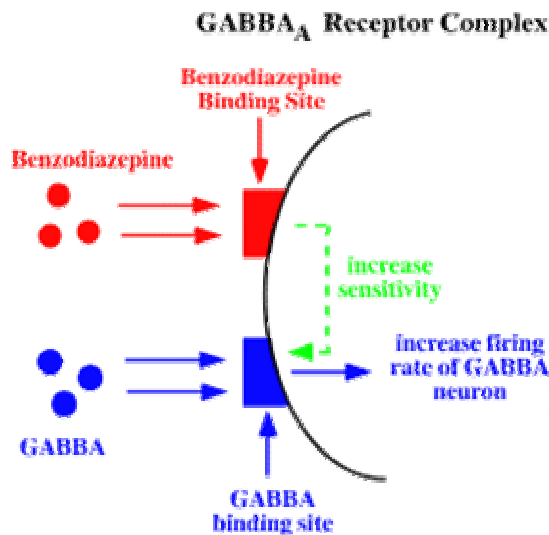 GABBA_A Receptor Complex
Benzodiazepine
Binding Site
Benzodiazepine
increase
sensitivity
increase firing
rate of GABBA
neuron
GABBA
GABBA
binding site